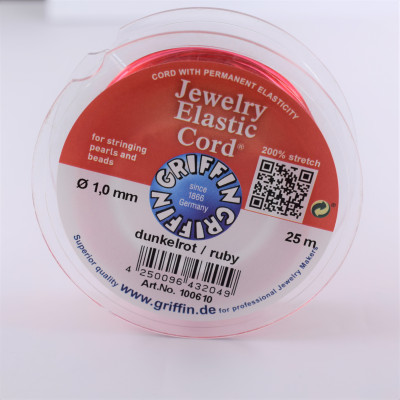 CORD WITH PERMANENT ELASTICITY
Jewelry
Elastic
Cord®
for stringing
pearls and
beads
200% stretch
Ø 1,0 mm
GRIFFIN
since
1866
Germany
GRIFFIN
25 m
dunkelrot / ruby
4 250096 432049
Art.No. 100610
Superior quality www.griffin.de for professional Jewelry Makers